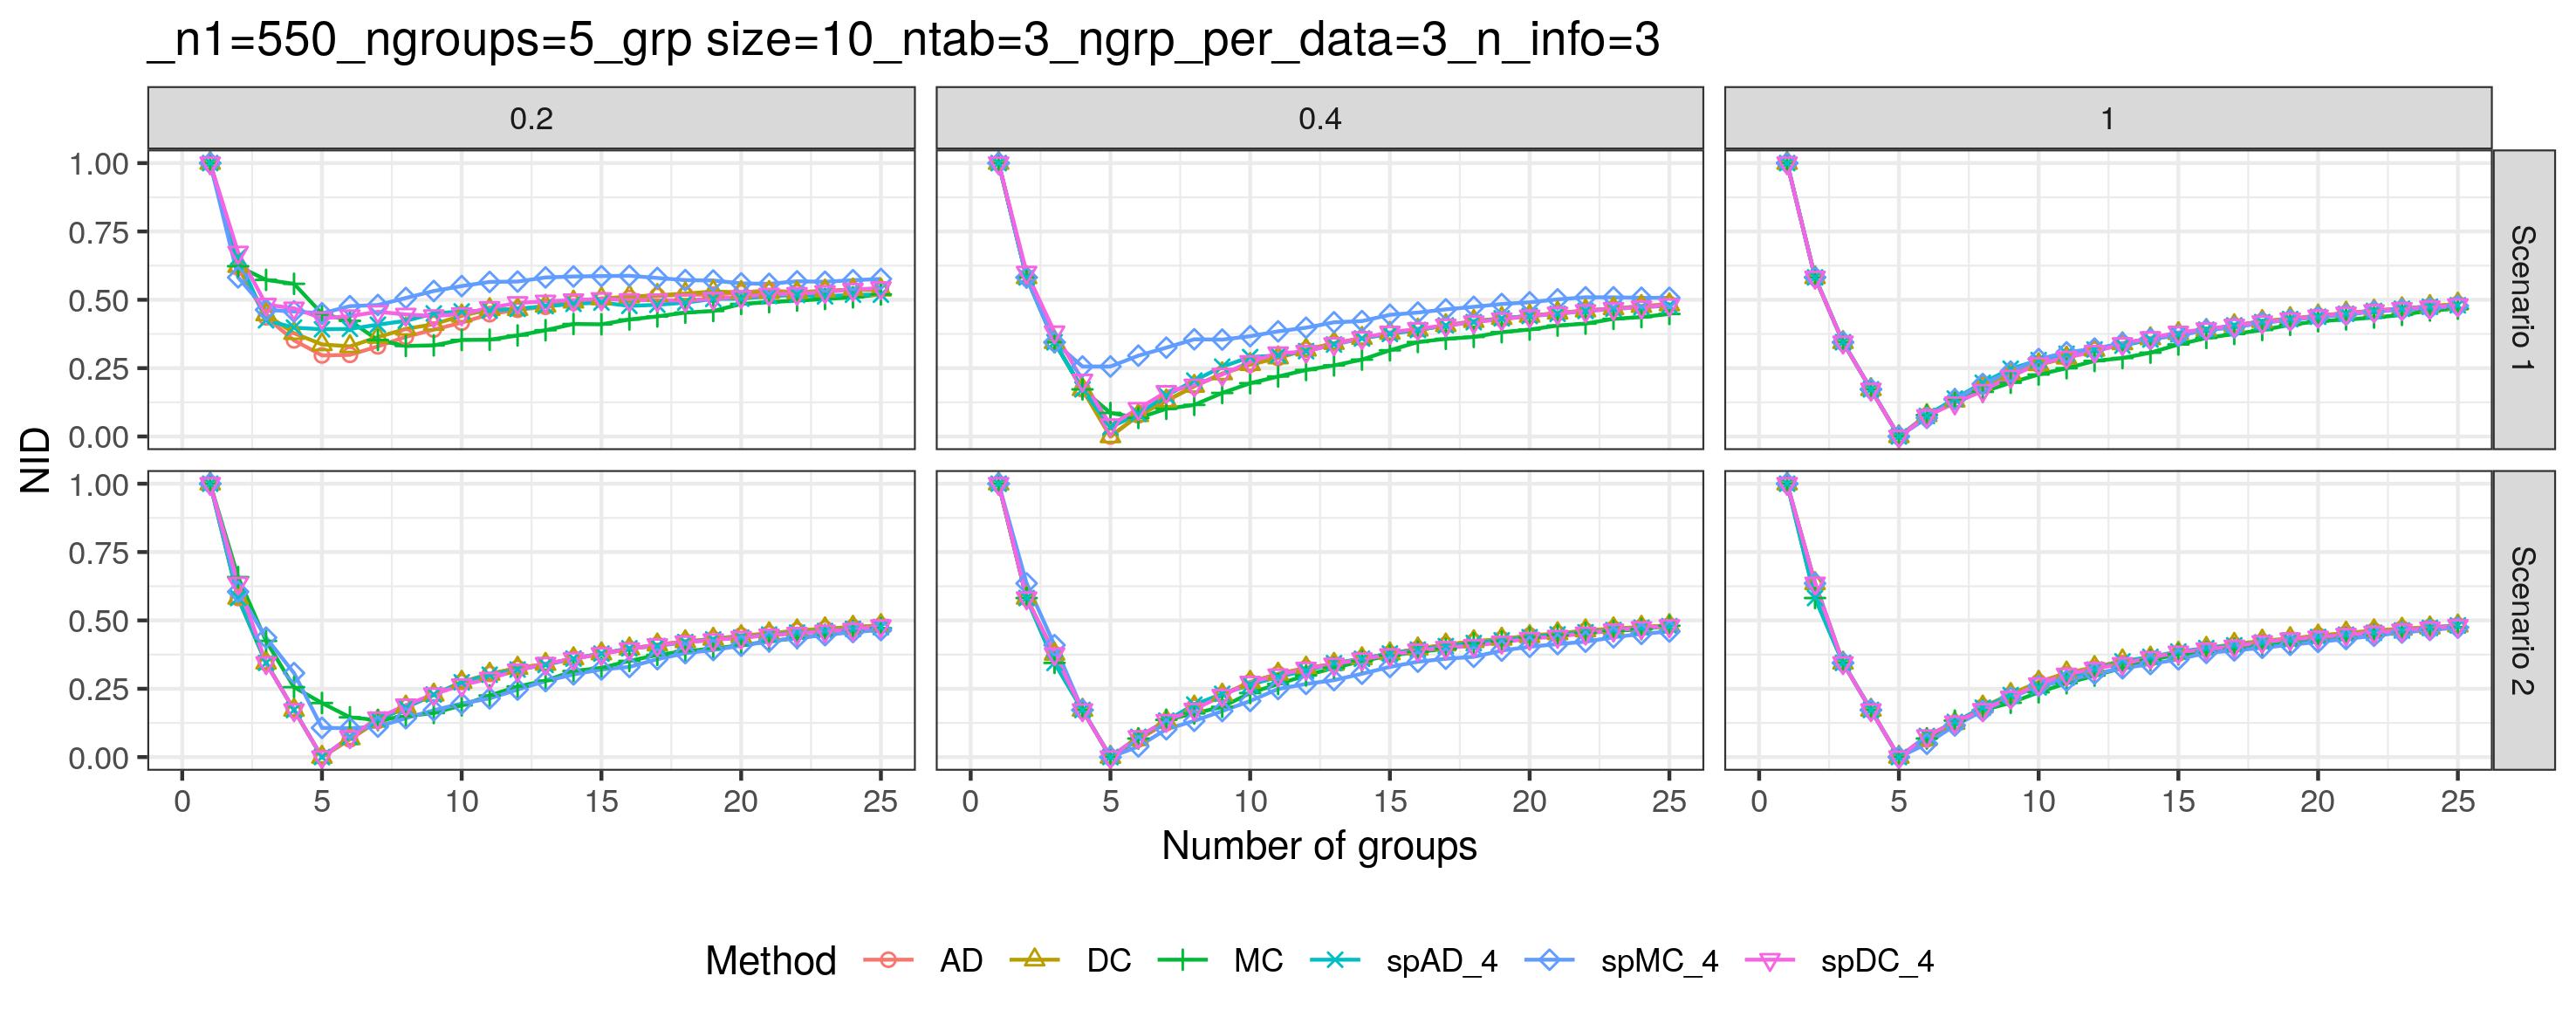 _n1=550_ngroups=5_grp size=10_ntab=3_ngrp_per_data=3_n_info=3
0.2 0.4 1
1.00
0.75
0.50
0.25
0.00
Scenario 1
NID
1.00
0.75
0.50
0.25
0.00
Scenario 2
0 5 10 15 20 25 0 5 10 15 20 25 0 5 10 15 20 25
Number of groups
Method AD DC MC spAD_4 spMC_4 spDC_4